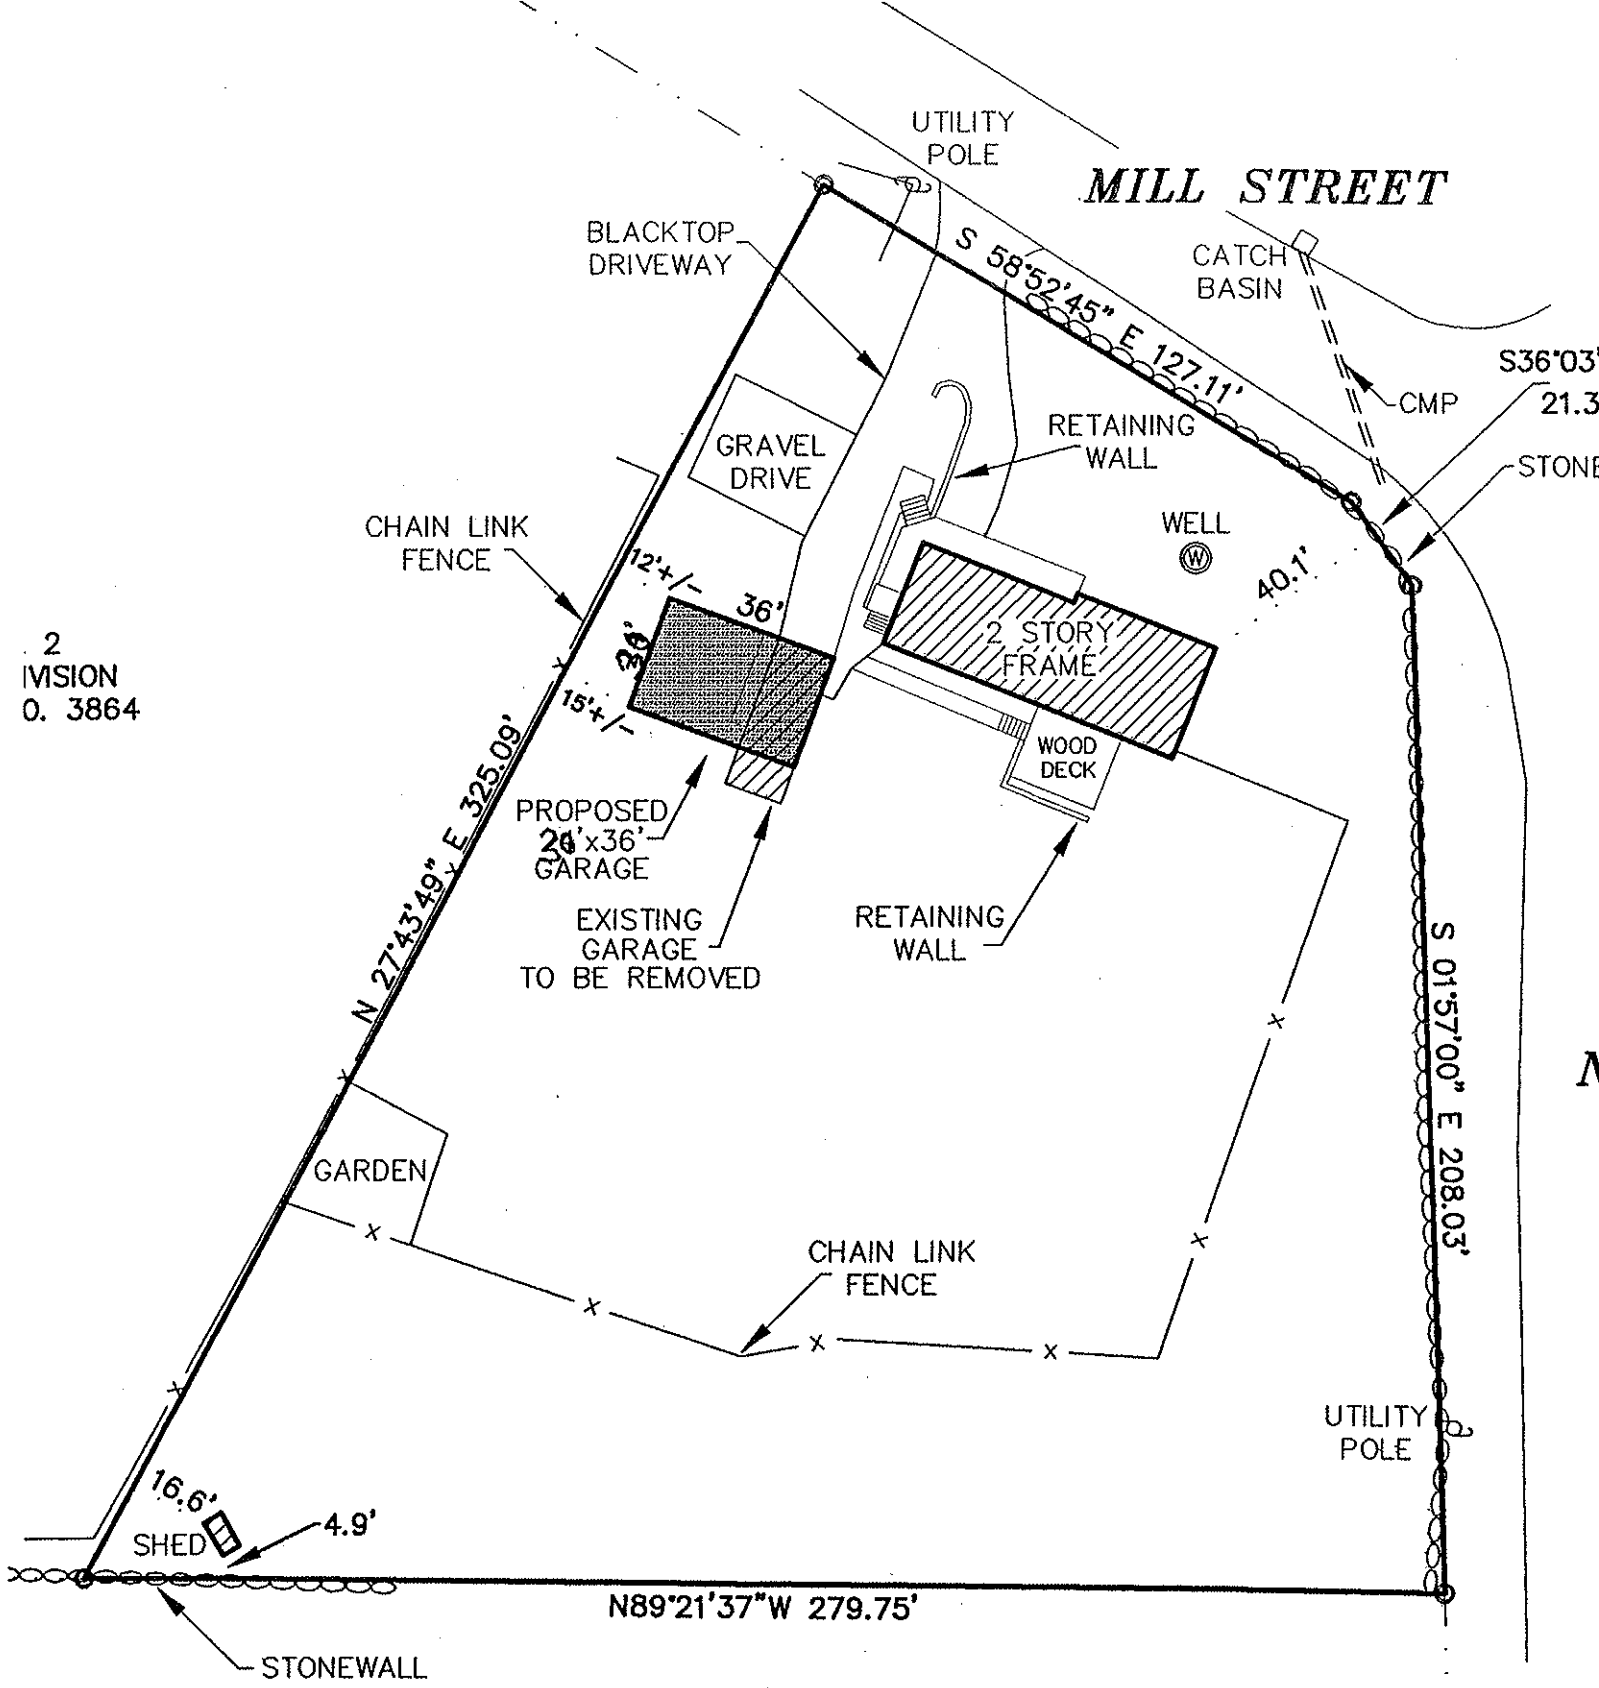 UTILITY
POLE
MILL STREET
BLACKTOP
DRIVEWAY
S 58°52'45" E 127.11'
CATCH
BASIN
S36°03'
21.3
CMP
RETAINING
WALL
GRAVEL
DRIVE
STONE
CHAIN LINK
FENCE
WELL
W
12'+/-
40.1'
36'
2 STORY
FRAME
2
IVISION
O. 3864
15'+/-
WOOD
DECK
N 27°43'49" E 325.09'
PROPOSED
x36'
GARAGE
EXISTING
GARAGE
TO BE REMOVED
RETAINING
WALL
S 01°57'00" E 208.03'
GARDEN
CHAIN LINK
FENCE
UTILITY
POLE
16.6'
SHED
4.9'
N89°21'37"W 279.75'
STONEWALL